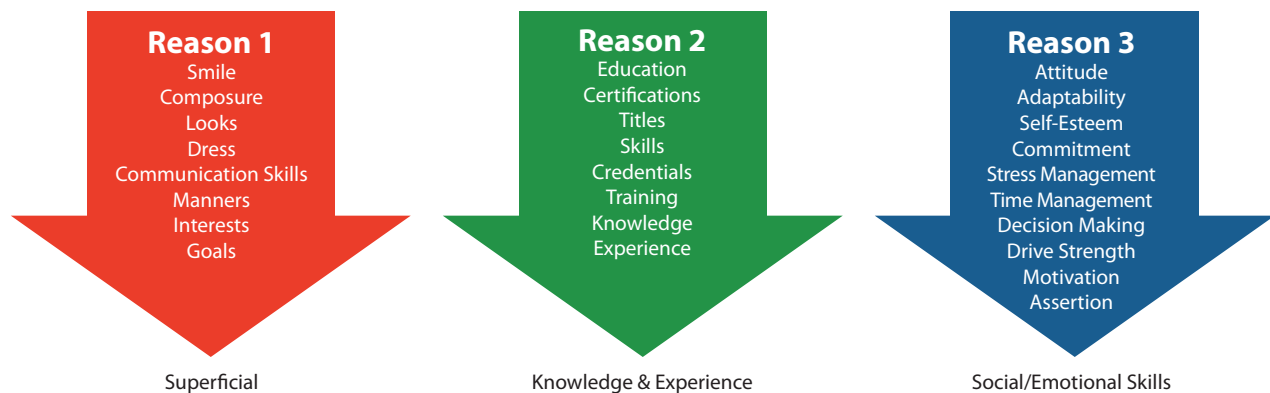 Reason 1
Smile
Composure
Looks
Dress
Communication Skills
Manners
Interests
Goals
Superficial
Reason 2
Education
Certifications
Titles
Skills
Credentials
Training
Knowledge
Experience
Knowledge & Experience
Reason 3
Attitude
Adaptability
Self-Esteem
Commitment
Stress Management
Time Management
Decision Making
Drive Strength
Motivation
Assertion
Social/Emotional Skills